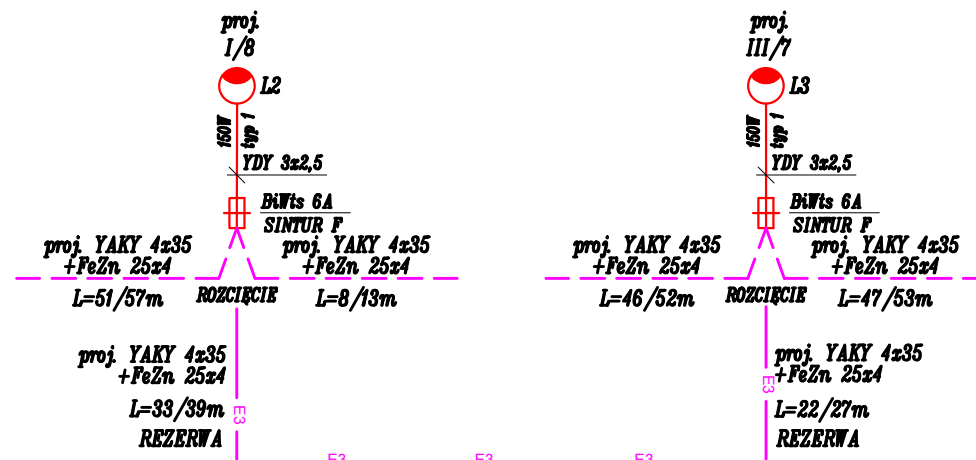 proj.
I/8
L2
150W
typ 1
YDY 3x2,5
BiWts 6A
SINTUR F
proj. YAKY 4x35
+FeZn 25x4
L=51/57m
ROZCIĘCIE
proj. YAKY 4x35
+FeZn 25x4
L=8/13m
proj. YAKY 4x35
+FeZn 25x4
L=33/39m
REZERWA
E3
proj.
III/7
L3
150W
typ 1
YDY 3x2,5
BiWts 6A
SINTUR F
proj. YAKY 4x35
+FeZn 25x4
L=46/52m
ROZCIĘCIE
proj. YAKY 4x35
+FeZn 25x4
L=47/53m
proj. YAKY 4x35
+FeZn 25x4
L=22/27m
REZERWA
E3
E3
E3
E3